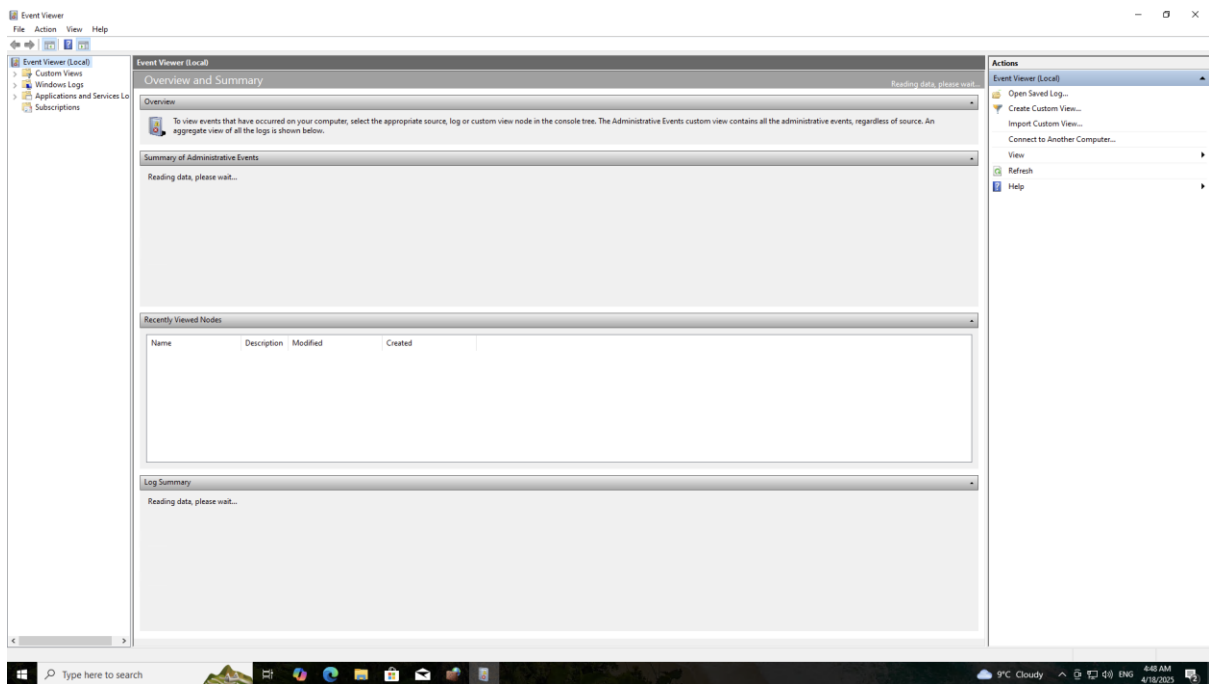 Event Viewer
File Action View Help
Event Viewer (Local)
Custom Views
Windows Logs
Applications and Services Lo
Subscriptions
Event Viewer (Local)
Overview and Summary
Reading data, please wait...
Overview
To view events that have occurred on your computer, select the appropriate source, log or custom view node in the console tree. The Administrative Events custom view contains all the administrative events, regardless of source. An
aggregate view of all the logs is shown below.
Summary of Administrative Events
Reading data, please wait...
Recently Viewed Nodes
Name Description Modified Created
Log Summary
Reading data, please wait...
Actions
Event Viewer (Local)
Open Saved Log...
Create Custom View...
Import Custom View...
Connect to Another Computer...
View
Refresh
Help
Type here to search
9°C Cloudy
ENG
4:48 AM
4/18/2025